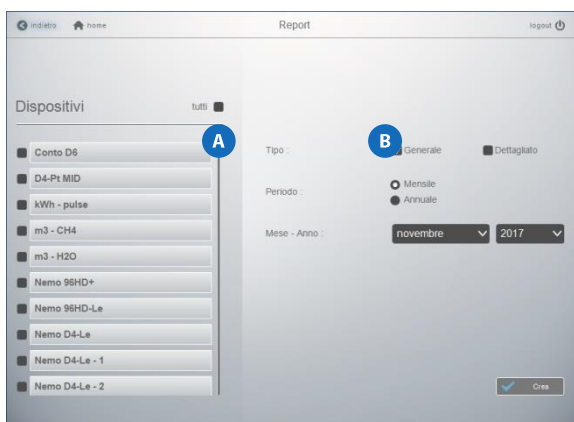 indietro home Report logout
Dispositivi tutti
A
B
Conto D6
D4-Pt MID
kWh - pulse
m3 - CH4
m3 - H2O
Nemo 96HD+
Nemo 96HD-Le
Nemo D4-Le
Nemo D4-Le - 1
Nemo D4-Le - 2
Tipo : Generale Dettagliato
Periodo : Mensile
Annuale
Mese - Anno : novembre 2017
Crea